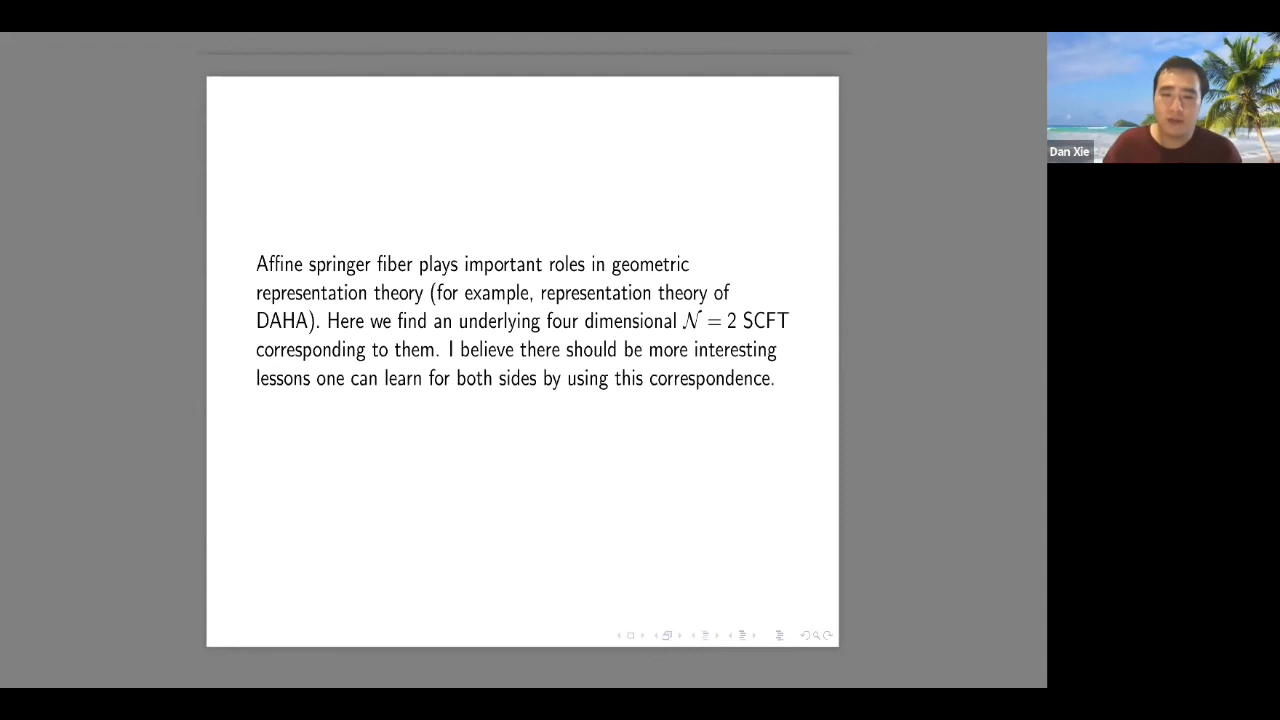 Affine springer fiber plays important roles in geometric
representation theory (for example, representation theory of
DAHA). Here we find an underlying four dimensional 𝒩 = 2 SCFT
corresponding to them. I believe there should be more interesting
lessons one can learn for both sides by using this correspondence.
Dan Xie